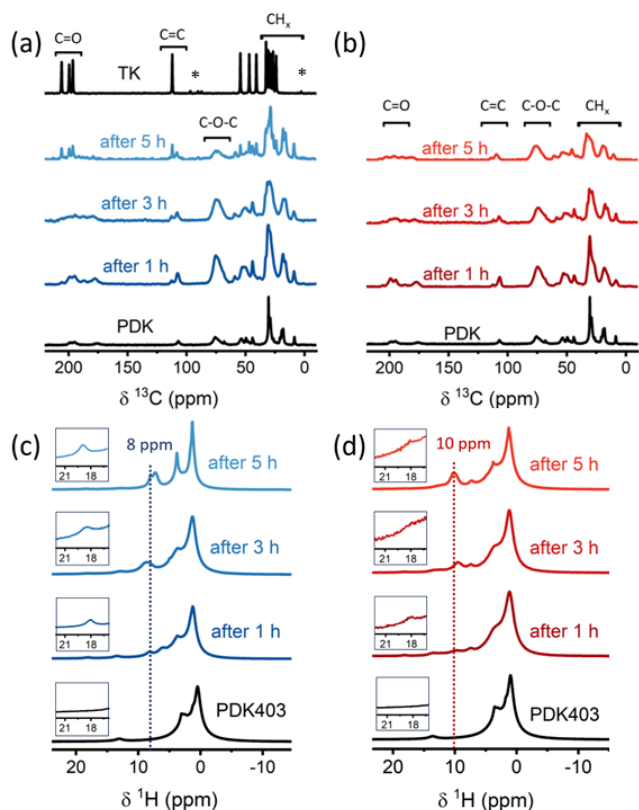 (a)
C=O
C=C
CH_x
TK
*
*
after 5 h
C-O-C
after 3 h
after 1 h
PDK
200
150
100
50
0
δ ¹³C (ppm)
(b)
C=O
C=C
C-O-C
CH_x
after 5 h
after 3 h
after 1 h
PDK
200
150
100
50
0
δ ¹³C (ppm)
(c)
8 ppm
21
18
after 5 h
21
18
after 3 h
21
18
after 1 h
21
18
PDK403
20
10
0
-10
δ ¹H (ppm)
(d)
10 ppm
21
18
after 5 h
21
18
after 3 h
21
18
after 1 h
21
18
PDK403
20
10
0
-10
δ ¹H (ppm)